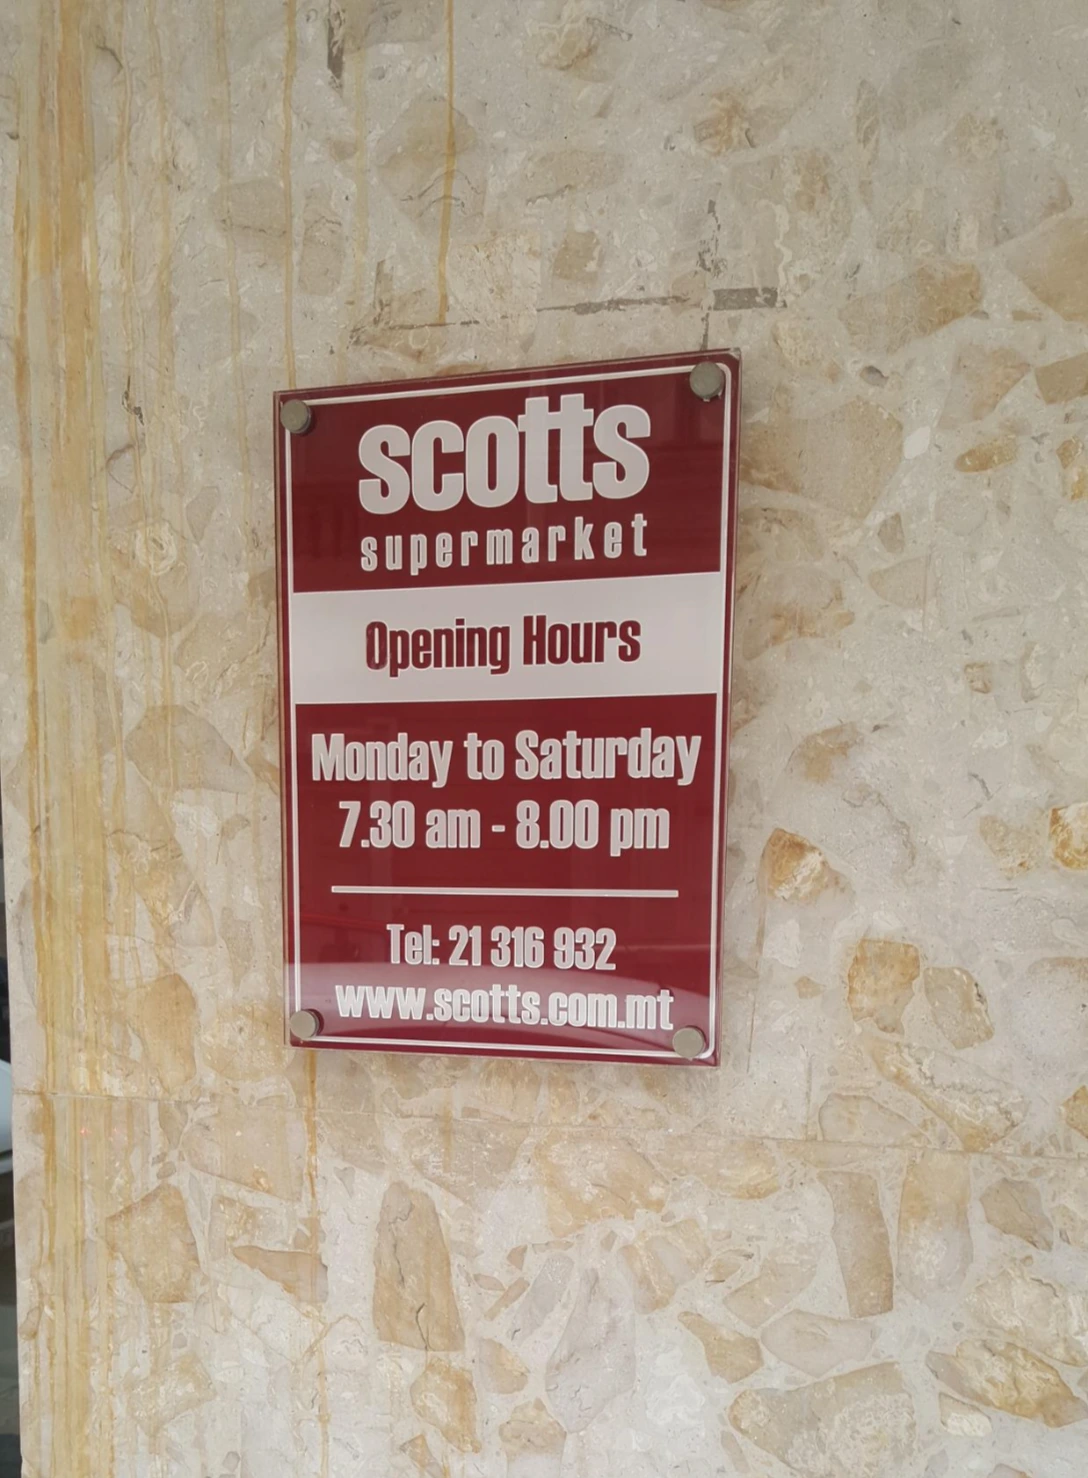 scotts
supermarket
Opening Hours
Monday to Saturday
7.30 am - 8.00 pm
Tel: 21 316 932
www.scotts.com.mt